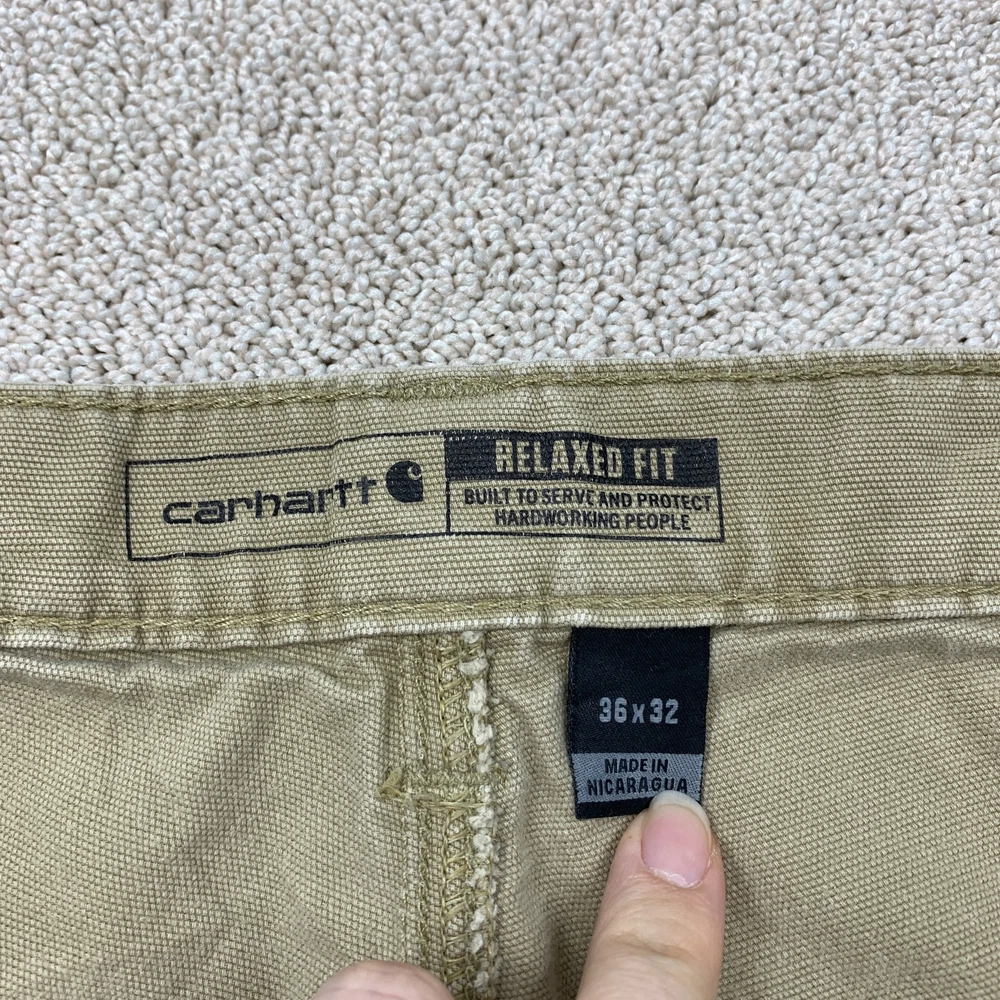 carhartt
RELAXED FIT
BUILT TO SERVE AND PROTECT
HARDWORKING PEOPLE
36 x 32
MADE IN
NICARAGUA